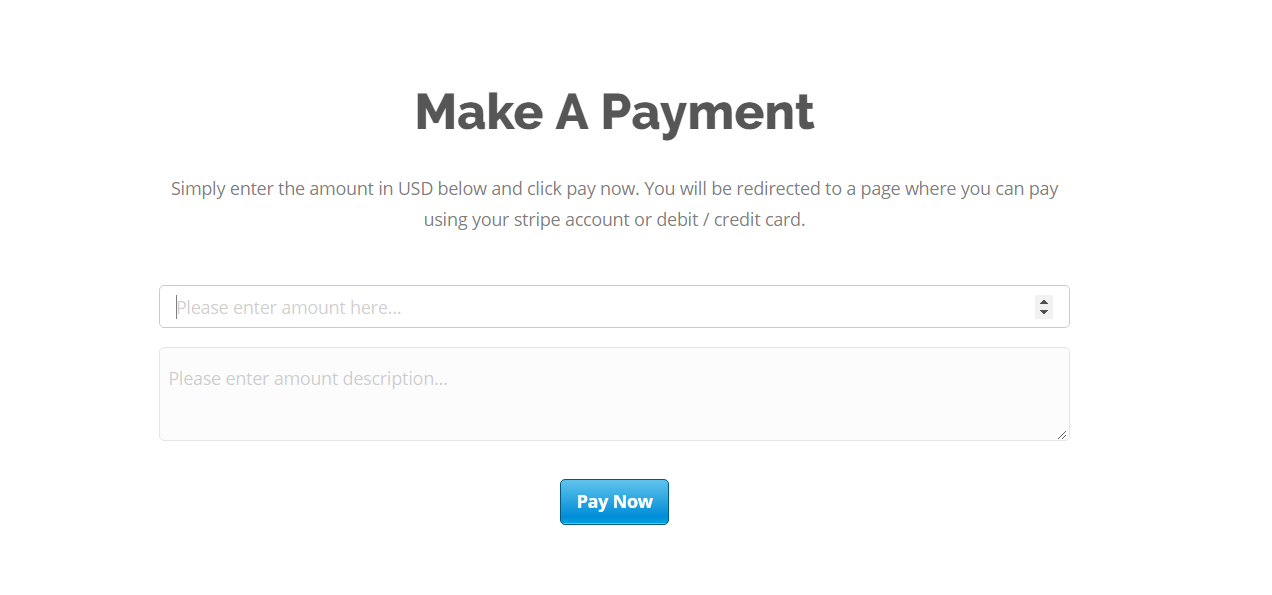 Make A Payment
Simply enter the amount in USD below and click pay now. You will be redirected to a page where you can pay
using your stripe account or debit / credit card.
Please enter amount here...
Please enter amount description...
Pay Now